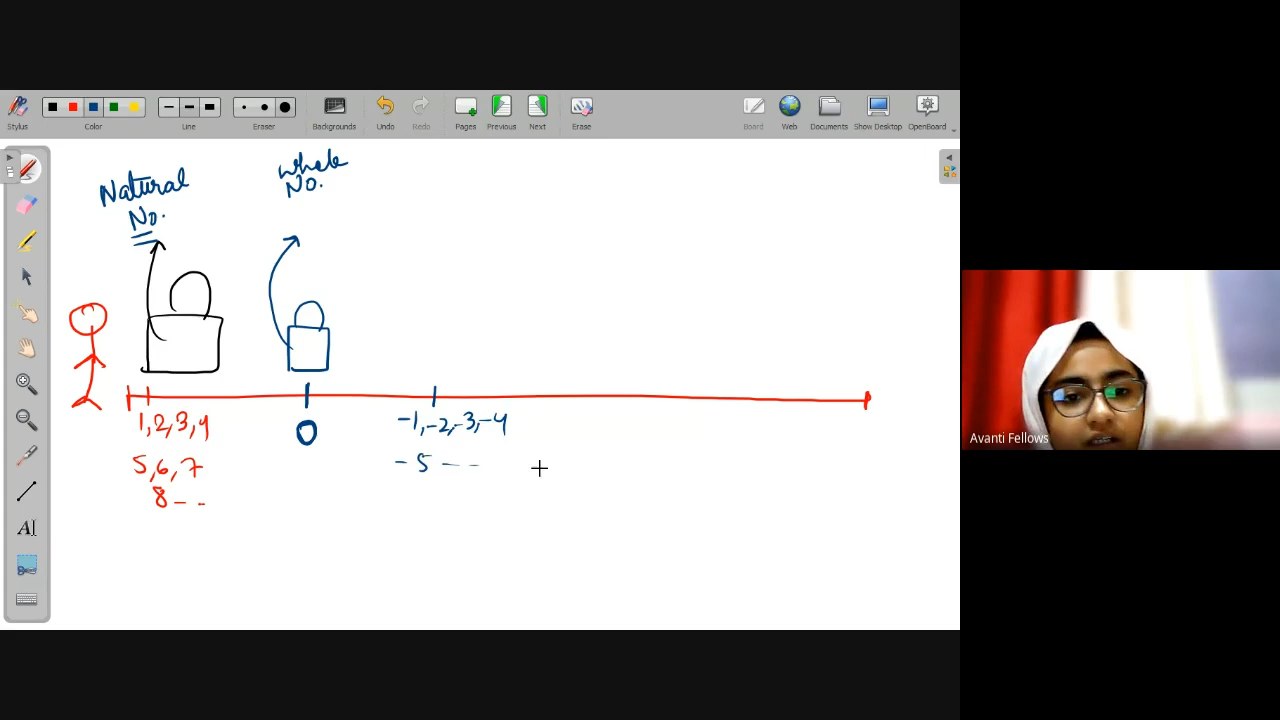 Stylus
Color
Line
Eraser
Backgrounds
Undo
Redo
Pages
Previous
Next
Erase
Board
Web
Documents
Show Desktop
OpenBoard
Natural
No.
Whole
No.
1,2,3,4
5,6,7
8- -
0
-1,-2,-3,-4
-5 - -
Avanti Fellows